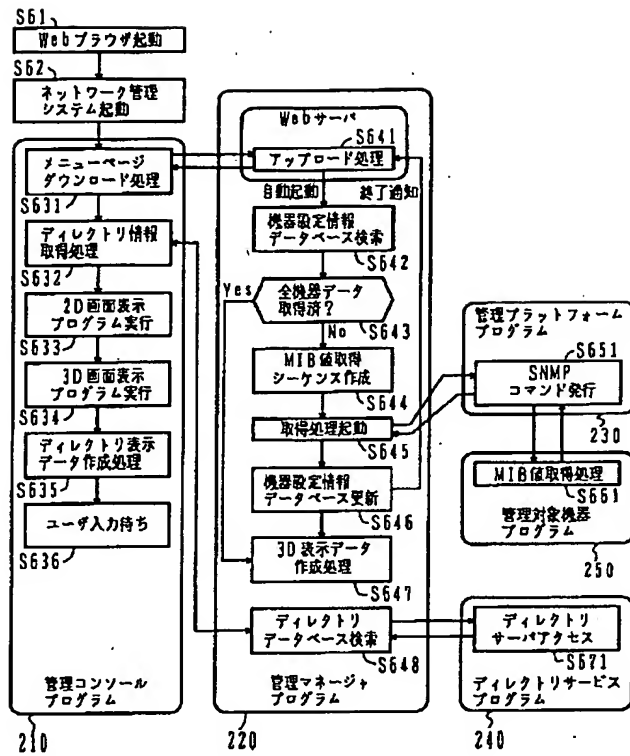 S61
Webブラウザ起動
S62
ネットワーク管理
システム起動
メニューページ
ダウンロード処理
S631
ディレクトリ情報
取得処理
S632
2D画面表示
プログラム実行
S633
3D画面表示
プログラム実行
S634
ディレクトリ表示
データ作成処理
S635
ユーザ入力待ち
S636
管理コンソール
プログラム
210
Webサーバ
S641
アップロード処理
自動起動
終了通知
機器設定情報
データベース検索
S642
Yes
全機器データ
取得済?
S643
No
MIB値取得
シーケンス作成
S644
取得処理起動
S645
機器設定情報
データベース更新
S646
3D表示データ
作成処理
S647
ディレクトリ
データベース検索
S648
管理マネージャ
プログラム
220
管理プラットフォーム
プログラム
S651
SNMP
コマンド発行
230
MIB値取得処理
S661
管理対象機器
プログラム
250
ディレクトリ
サーバアクセス
S671
ディレクトリサービス
プログラム
240